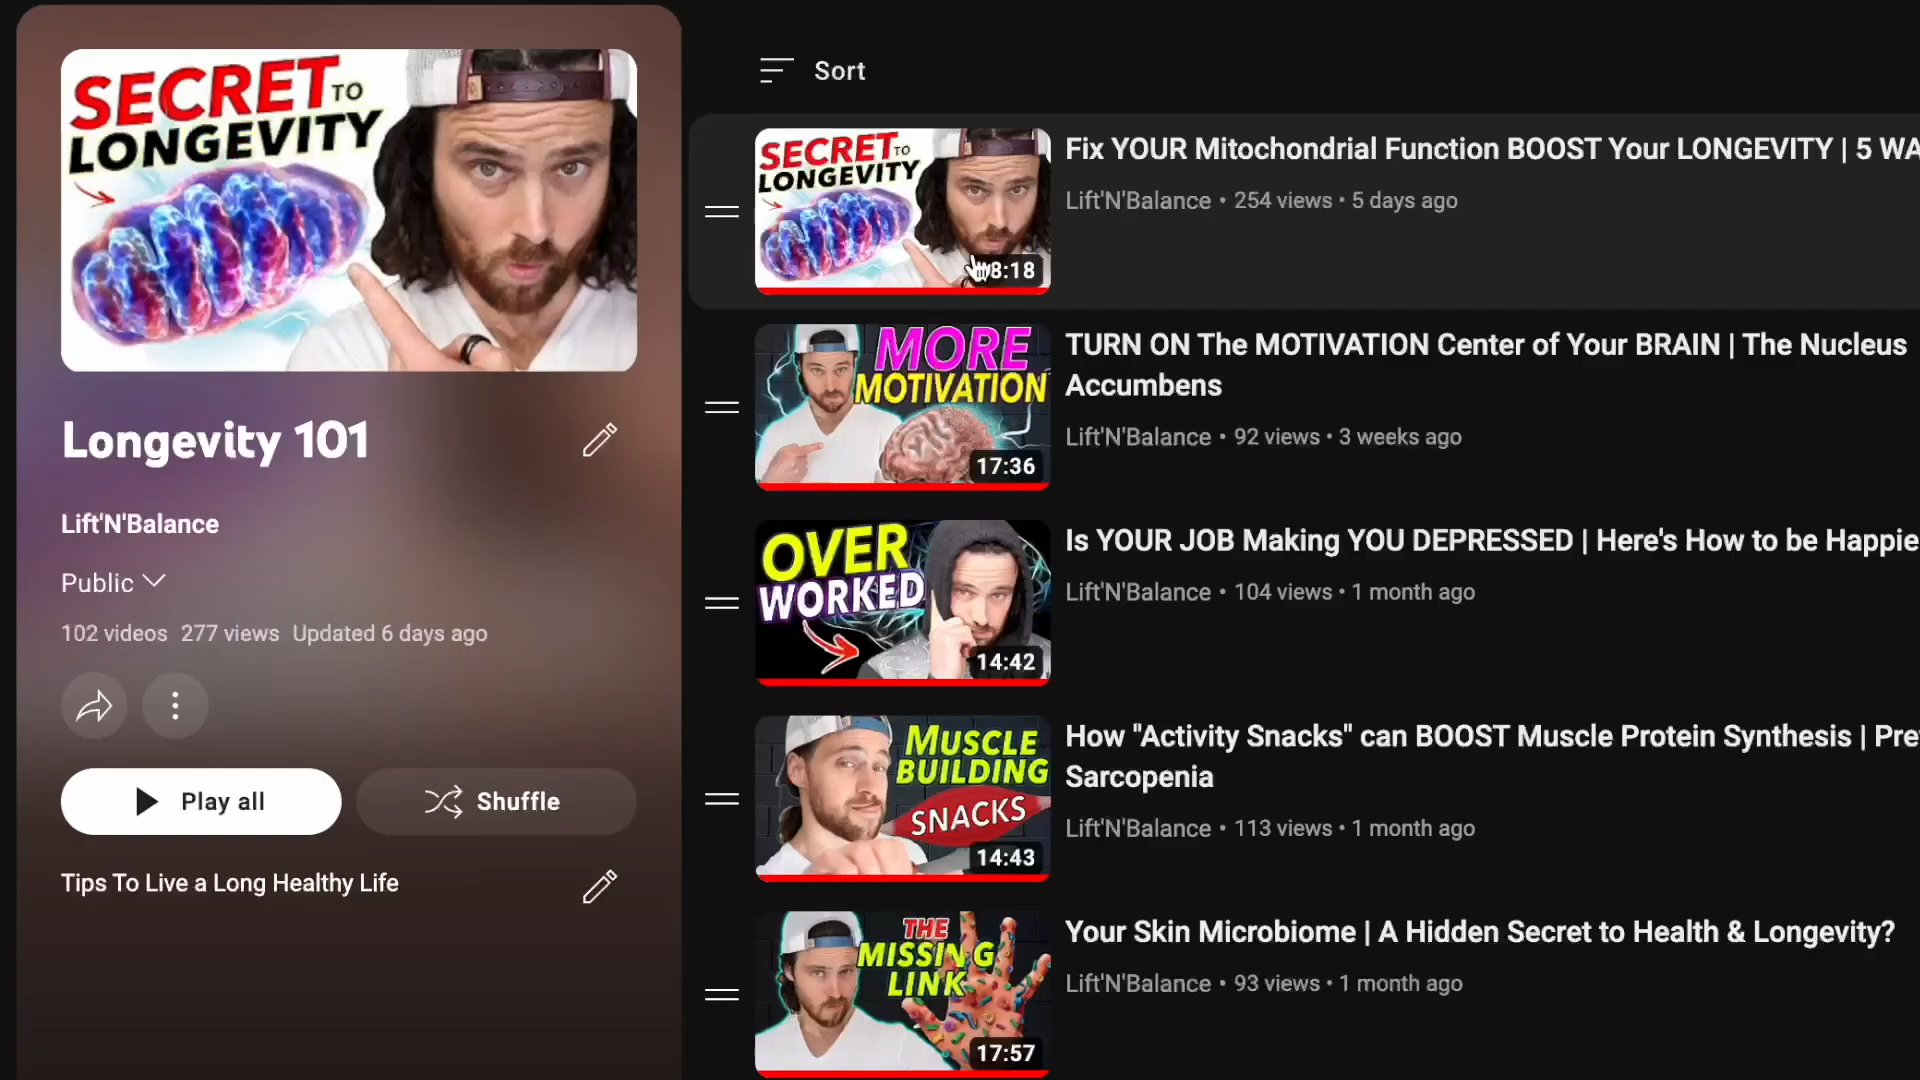 SECRET TO
LONGEVITY
Longevity 101
Lift'N'Balance
Public
102 videos 277 views Updated 6 days ago
Play all
Shuffle
Tips To Live a Long Healthy Life
Sort
SECRET TO
LONGEVITY
8:18
Fix YOUR Mitochondrial Function BOOST Your LONGEVITY | 5 WA
Lift'N'Balance • 254 views • 5 days ago
MORE
MOTIVATION
17:36
TURN ON The MOTIVATION Center of Your BRAIN | The Nucleus
Accumbens
Lift'N'Balance • 92 views • 3 weeks ago
OVER
WORKED
14:42
Is YOUR JOB Making YOU DEPRESSED | Here's How to be Happie
Lift'N'Balance • 104 views • 1 month ago
MUSCLE
BUILDING
SNACKS
14:43
How "Activity Snacks" can BOOST Muscle Protein Synthesis | Pre
Sarcopenia
Lift'N'Balance • 113 views • 1 month ago
THE
MISSING
LINK
17:57
Your Skin Microbiome | A Hidden Secret to Health & Longevity?
Lift'N'Balance • 93 views • 1 month ago